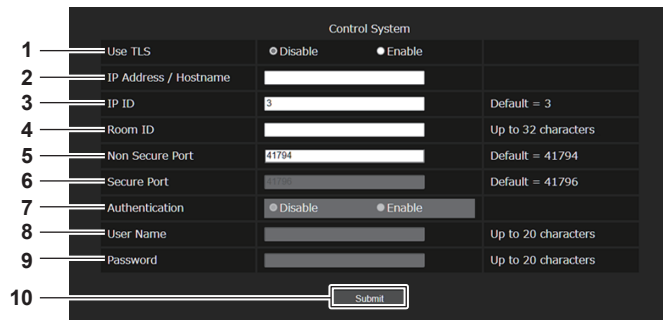 Control System
1 Use TLS Disable Enable
2 IP Address / Hostname
3 IP ID 3 Default = 3
4 Room ID Up to 32 characters
5 Non Secure Port 41794 Default = 41794
6 Secure Port 41796 Default = 41796
7 Authentication Disable Enable
8 User Name Up to 20 characters
9 Password Up to 20 characters
10 Submit